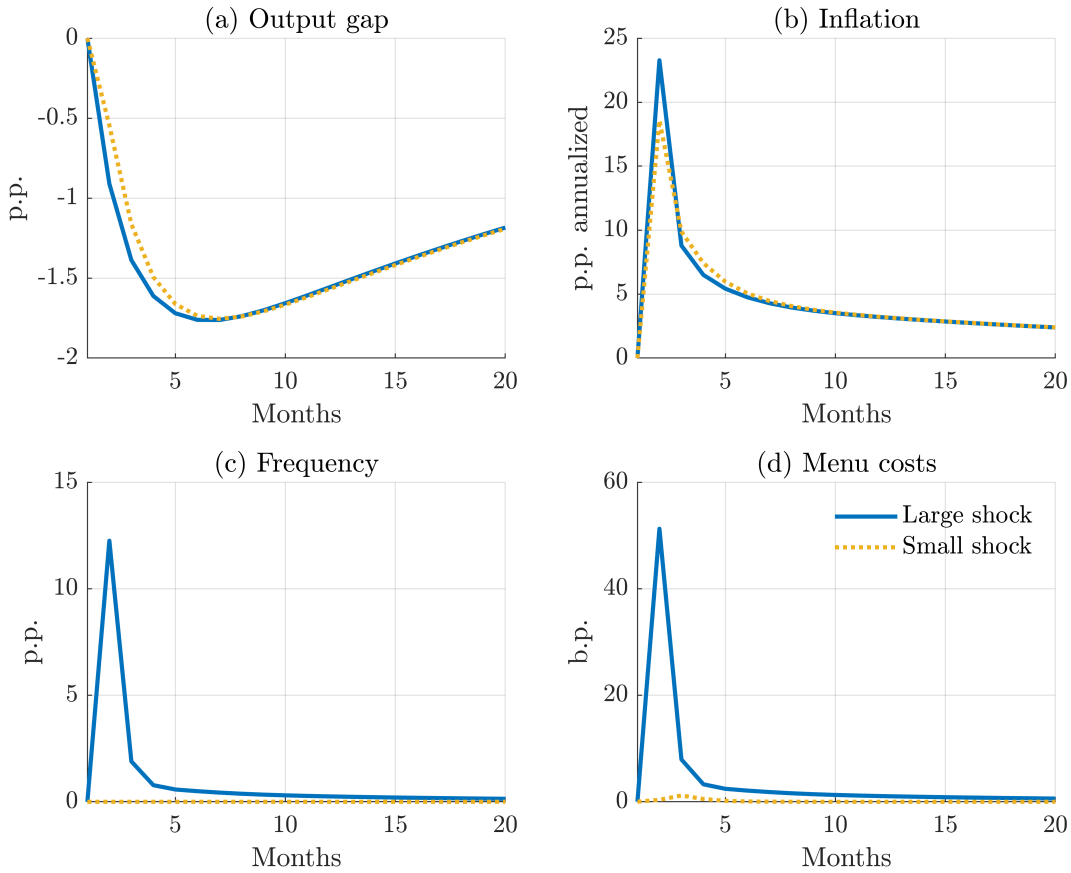 (a) Output gap
0
-0.5
-1
-1.5
-2
p.p.
5 10 15 20
Months
(b) Inflation
25
20
15
10
5
0
p.p. annualized
5 10 15 20
Months
(c) Frequency
15
10
5
0
p.p.
5 10 15 20
Months
(d) Menu costs
60
40
20
0
b.p.
Large shock
Small shock
5 10 15 20
Months